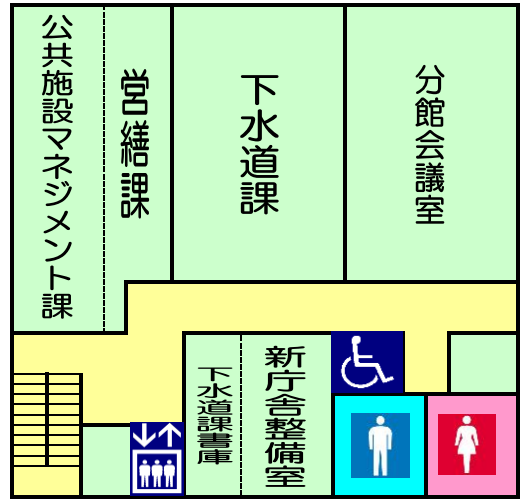 公共施設マネジメント課
営繕課
下水道課
分館会議室
下水道課書庫
新庁舎整備室